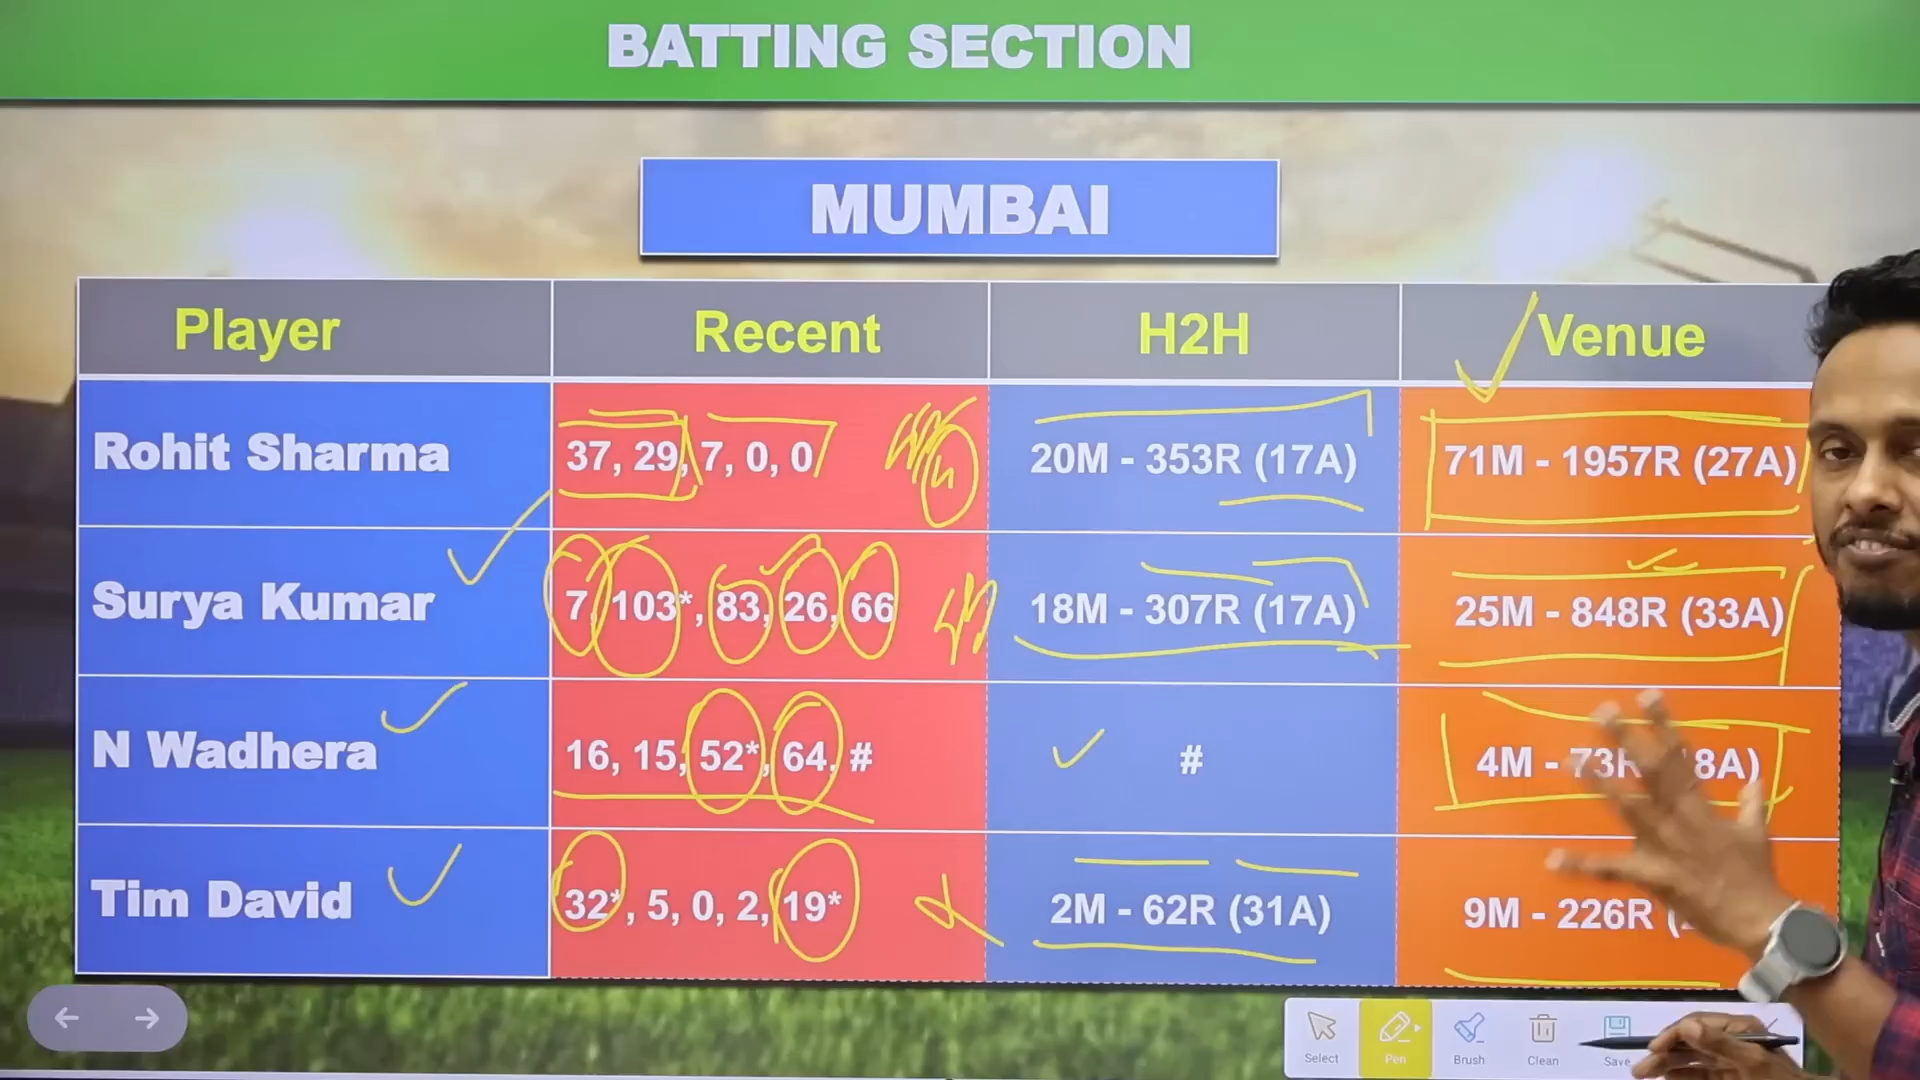 BATTING SECTION
MUMBAI
Player Recent H2H Venue
Rohit Sharma 37, 29, 7, 0, 0 20M - 353R (17A) 71M - 1957R (27A)
Surya Kumar 7, 103*, 83, 26, 66 18M - 307R (17A) 25M - 848R (33A)
N Wadhera 16, 15, 52*, 64, # # 4M - 73R 8A)
Tim David 32*, 5, 0, 2, 19* 2M - 62R (31A) 9M - 226R
Select Pen Brush Clean Save